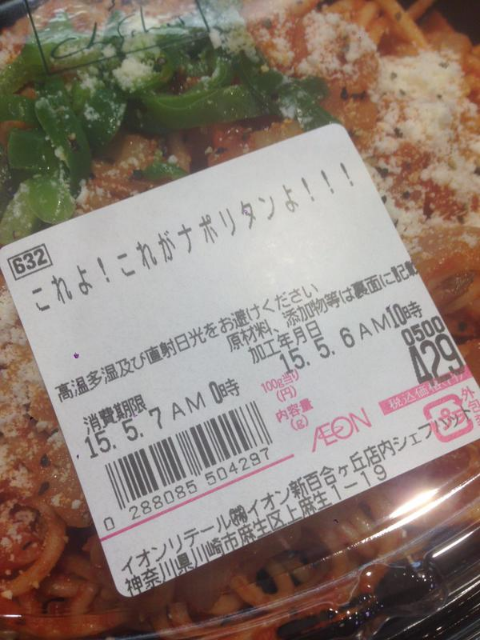 632
これよ!これがナポリタンよ!!!
高温多湿及び直射日光をお避けください
原材料、添加物等は裏面に記載
加工年月日
15.5.6 AM10時
消費期限
15.5.7 AM 0時
100g当り
(円)
内容量
(g)
0500
429
税込価格
AEON
0 288085 504297
イオンリテール㈱イオン新百合ヶ丘店内シェフ
神奈川県川崎市麻生区上麻生1-19